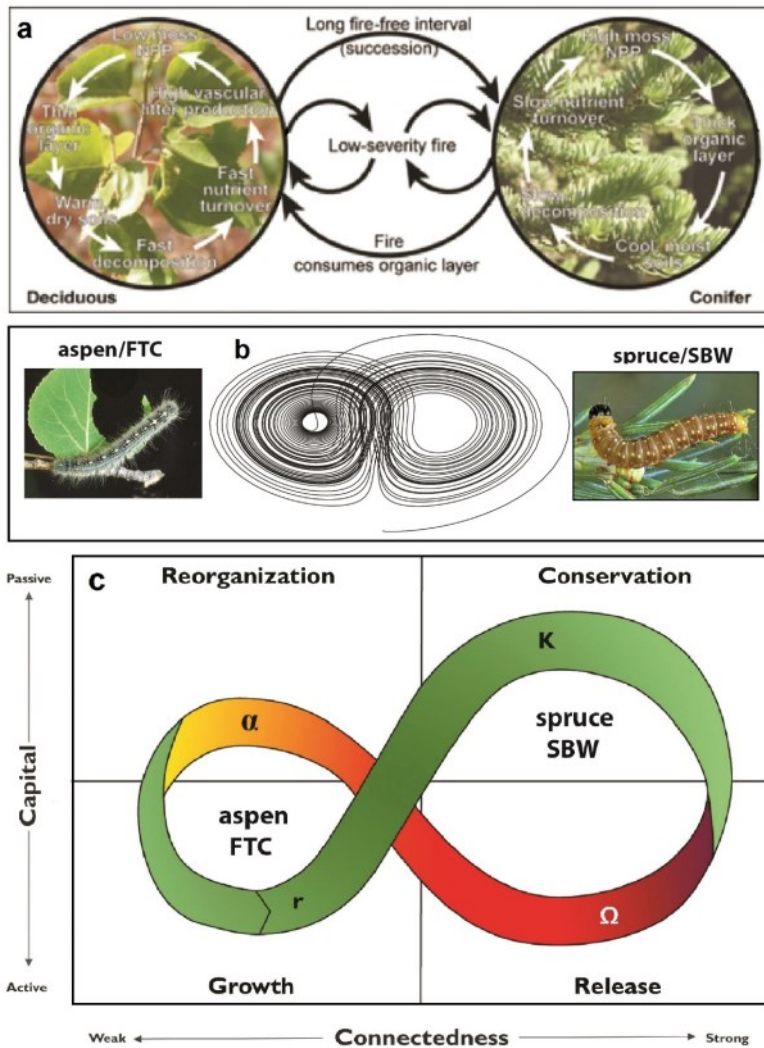 a
Low moss
NPP
High vascular
litter production
Thin
organic
layer
Warm
dry soils
Fast
decomposition
Fast
nutrient
turnover
Deciduous
Long fire-free interval
(succession)
Low-severity fire
Fire
consumes organic layer
High moss
NPP
Slow nutrient
turnover
Thick
organic
layer
Slow
decomposition
Cool, moist
soils
Conifer
aspen/FTC
b
spruce/SBW
c
Reorganization
Conservation
Passive
Capital
Active
α
K
spruce
SBW
aspen
FTC
r
Ω
Growth
Release
Weak
Connectedness
Strong